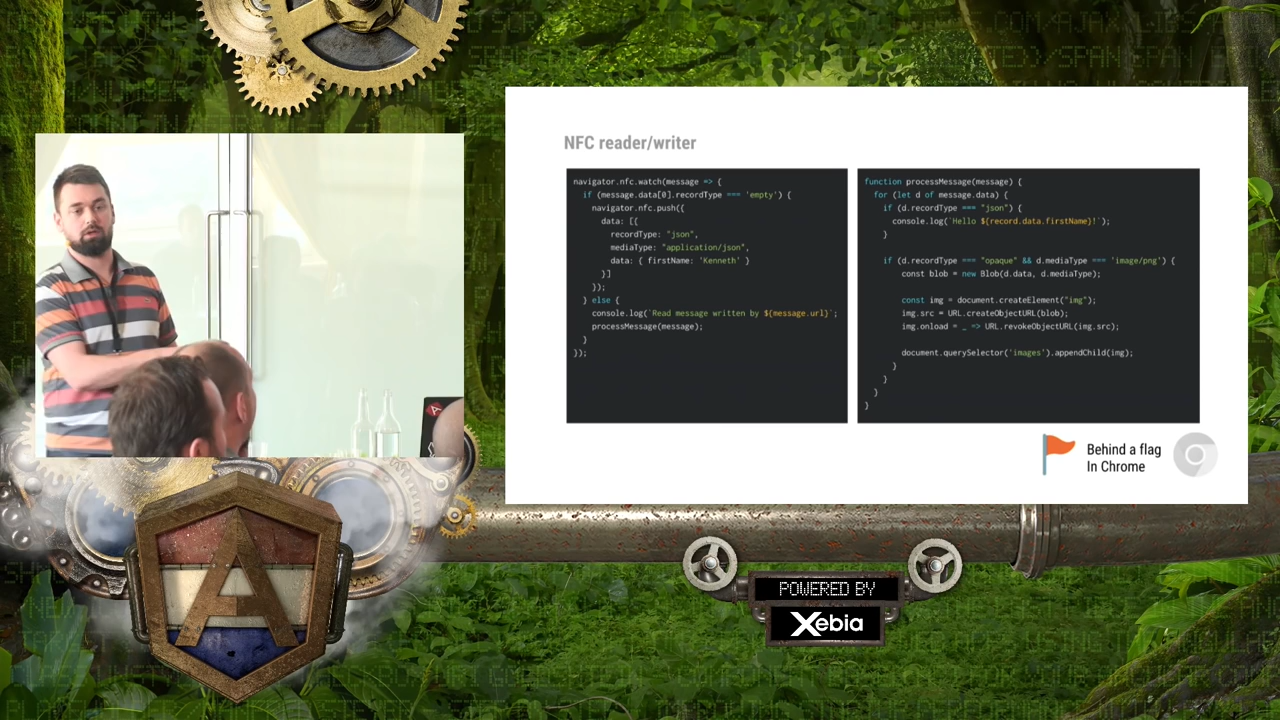 NFC reader/writer
navigator.nfc.watch(message => {
if (message.data[0].recordType === 'empty') {
navigator.nfc.push({
data: [{
recordType: "json",
mediaType: "application/json",
data: { firstName: 'Kenneth' }
}]
});
} else {
console.log(`Read message written by ${message.url}`;
processMessage(message);
}
});
function processMessage(message) {
for (let d of message.data) {
if (d.recordType === "json") {
console.log(`Hello ${record.data.firstName}!`);
}
if (d.recordType === "opaque" && d.mediaType === 'image/png') {
const blob = new Blob(d.data, d.mediaType);
const img = document.createElement("img");
img.src = URL.createObjectURL(blob);
img.onload = _ => URL.revokeObjectURL(img.src);
document.querySelector('images').appendChild(img);
}
}
}
}
Behind a flag
In Chrome
A
POWERED BY
Xebia